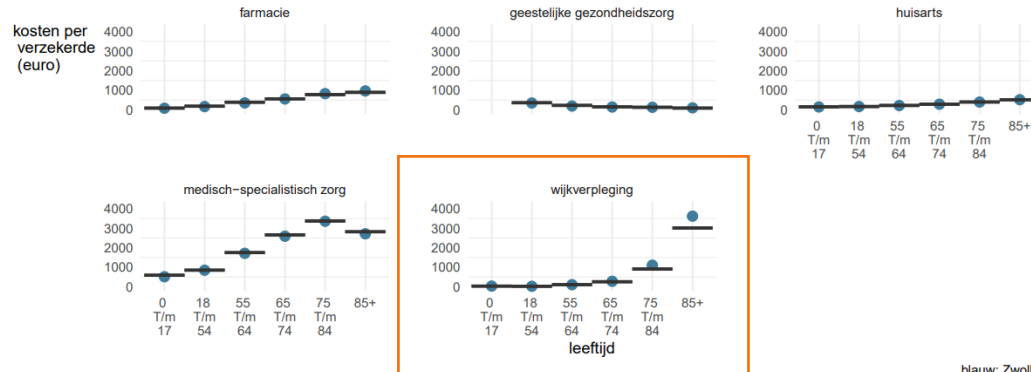 farmacie
geestelijke gezondheidszorg
huisarts
kosten per
verzekerde
(euro)
4000
3000
2000
1000
0
4000
3000
2000
1000
0
4000
3000
2000
1000
0
0 18 55 65 75 85+
T/m T/m T/m T/m T/m
17 54 64 74 84
medisch-specialistisch zorg
wijkverpleging
4000
3000
2000
1000
0
4000
3000
2000
1000
0
0 18 55 65 75 85+
T/m T/m T/m T/m T/m
17 54 64 74 84
0 18 55 65 75 85+
T/m T/m T/m T/m T/m
17 54 64 74 84
leeftijd
blauw: